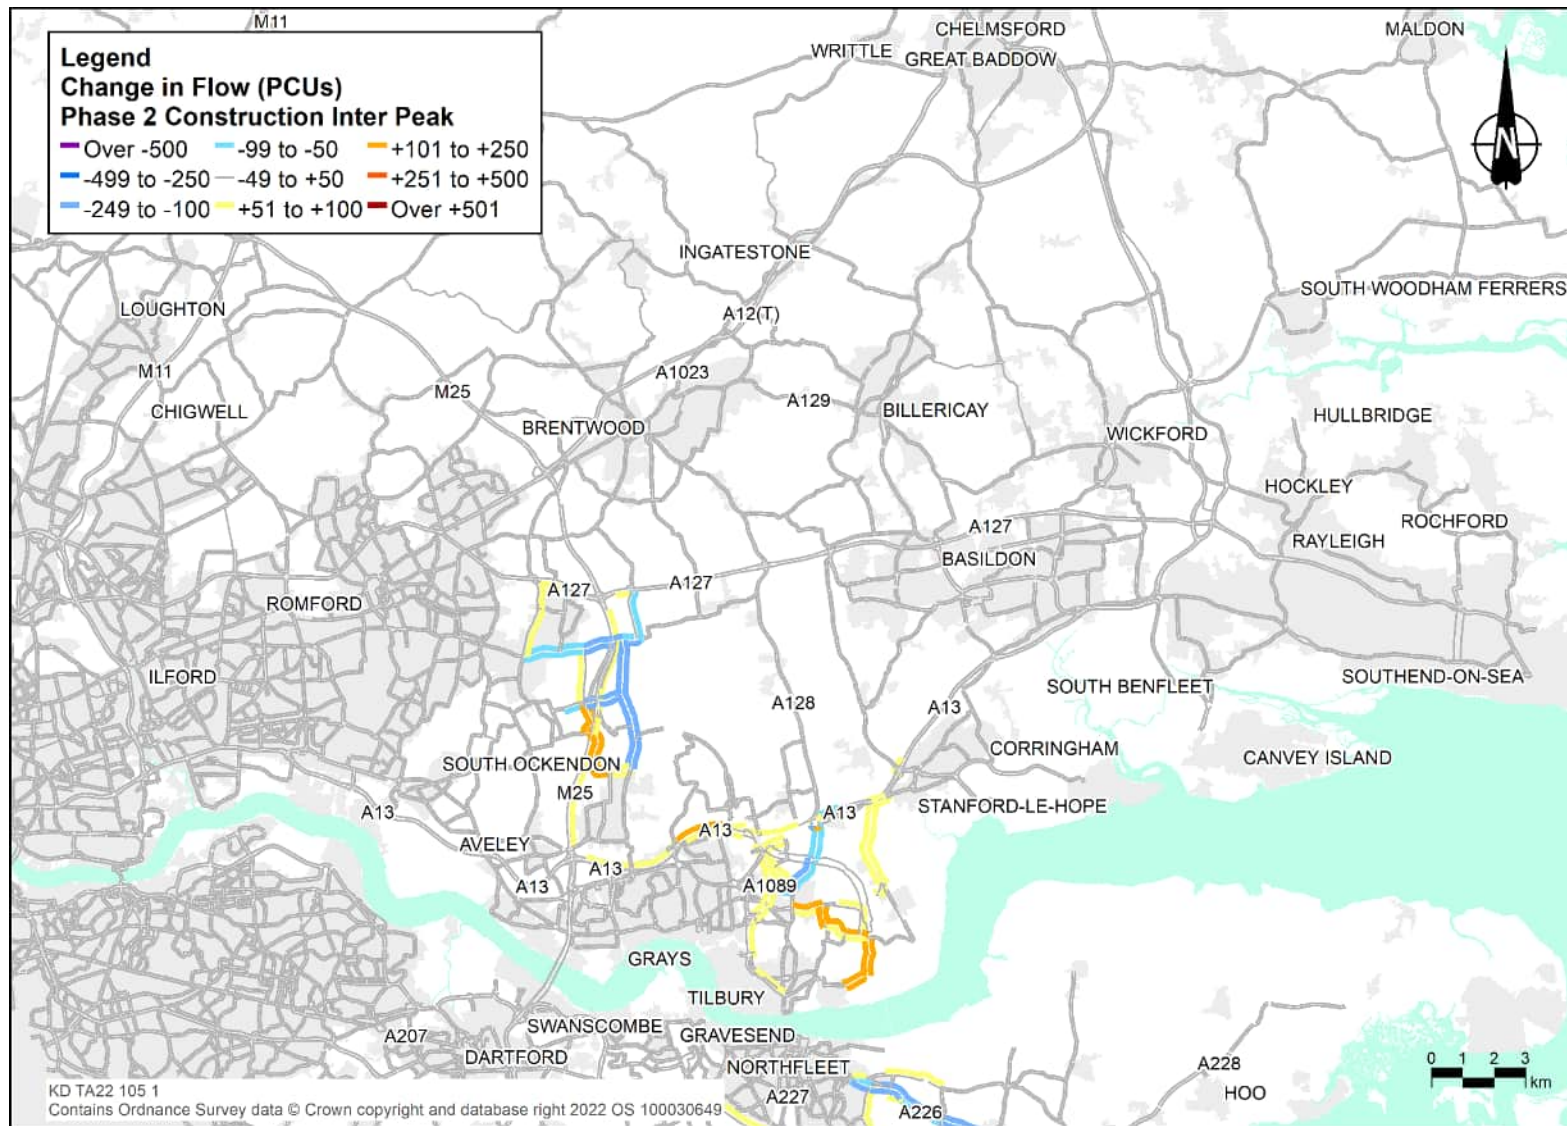 M11
CHELMSFORD
MALDON
WRITTLE
GREAT BADDOW
Legend
Change in Flow (PCUs)
Phase 2 Construction Inter Peak
Over -500
-99 to -50
+101 to +250
-499 to -250
-49 to +50
+251 to +500
-249 to -100
+51 to +100
Over +501
N
INGATESTONE
SOUTH WOODHAM FERRERS
LOUGHTON
A12(T)
M11
A1023
M25
A129
CHIGWELL
BILLERICAY
HULLBRIDGE
BRENTWOOD
WICKFORD
HOCKLEY
A127
ROCHFORD
RAYLEIGH
BASILDON
A127
A127
ROMFORD
ILFORD
SOUTHEND-ON-SEA
SOUTH BENFLEET
A128
A13
CORRINGHAM
CANVEY ISLAND
SOUTH OCKENDON
M25
STANFORD-LE-HOPE
A13
A13
A13
AVELEY
A13
A13
A1089
GRAYS
TILBURY
SWANSCOMBE
GRAVESEND
A207
DARTFORD
NORTHFLEET
A228
0 1 2 3
km
HOO
KD TA22 105 1
A227
A226
Contains Ordnance Survey data © Crown copyright and database right 2022 OS 100030649